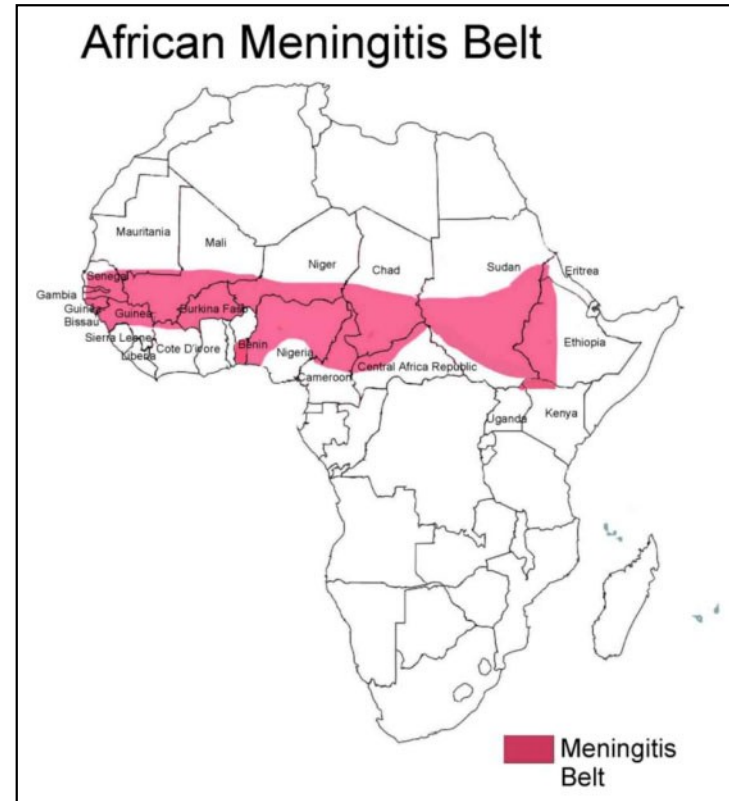 African Meningitis Belt
Mauritania
Mali
Niger
Chad
Sudan
Eritrea
Senegal
Gambia
Guinea
Bissau
Guinea
Burkina Faso
Sierra Leone
Liberia
Cote D'ivore
Benin
Nigeria
Cameroon
Central Africa Republic
Ethiopia
Uganda
Kenya
Meningitis
Belt